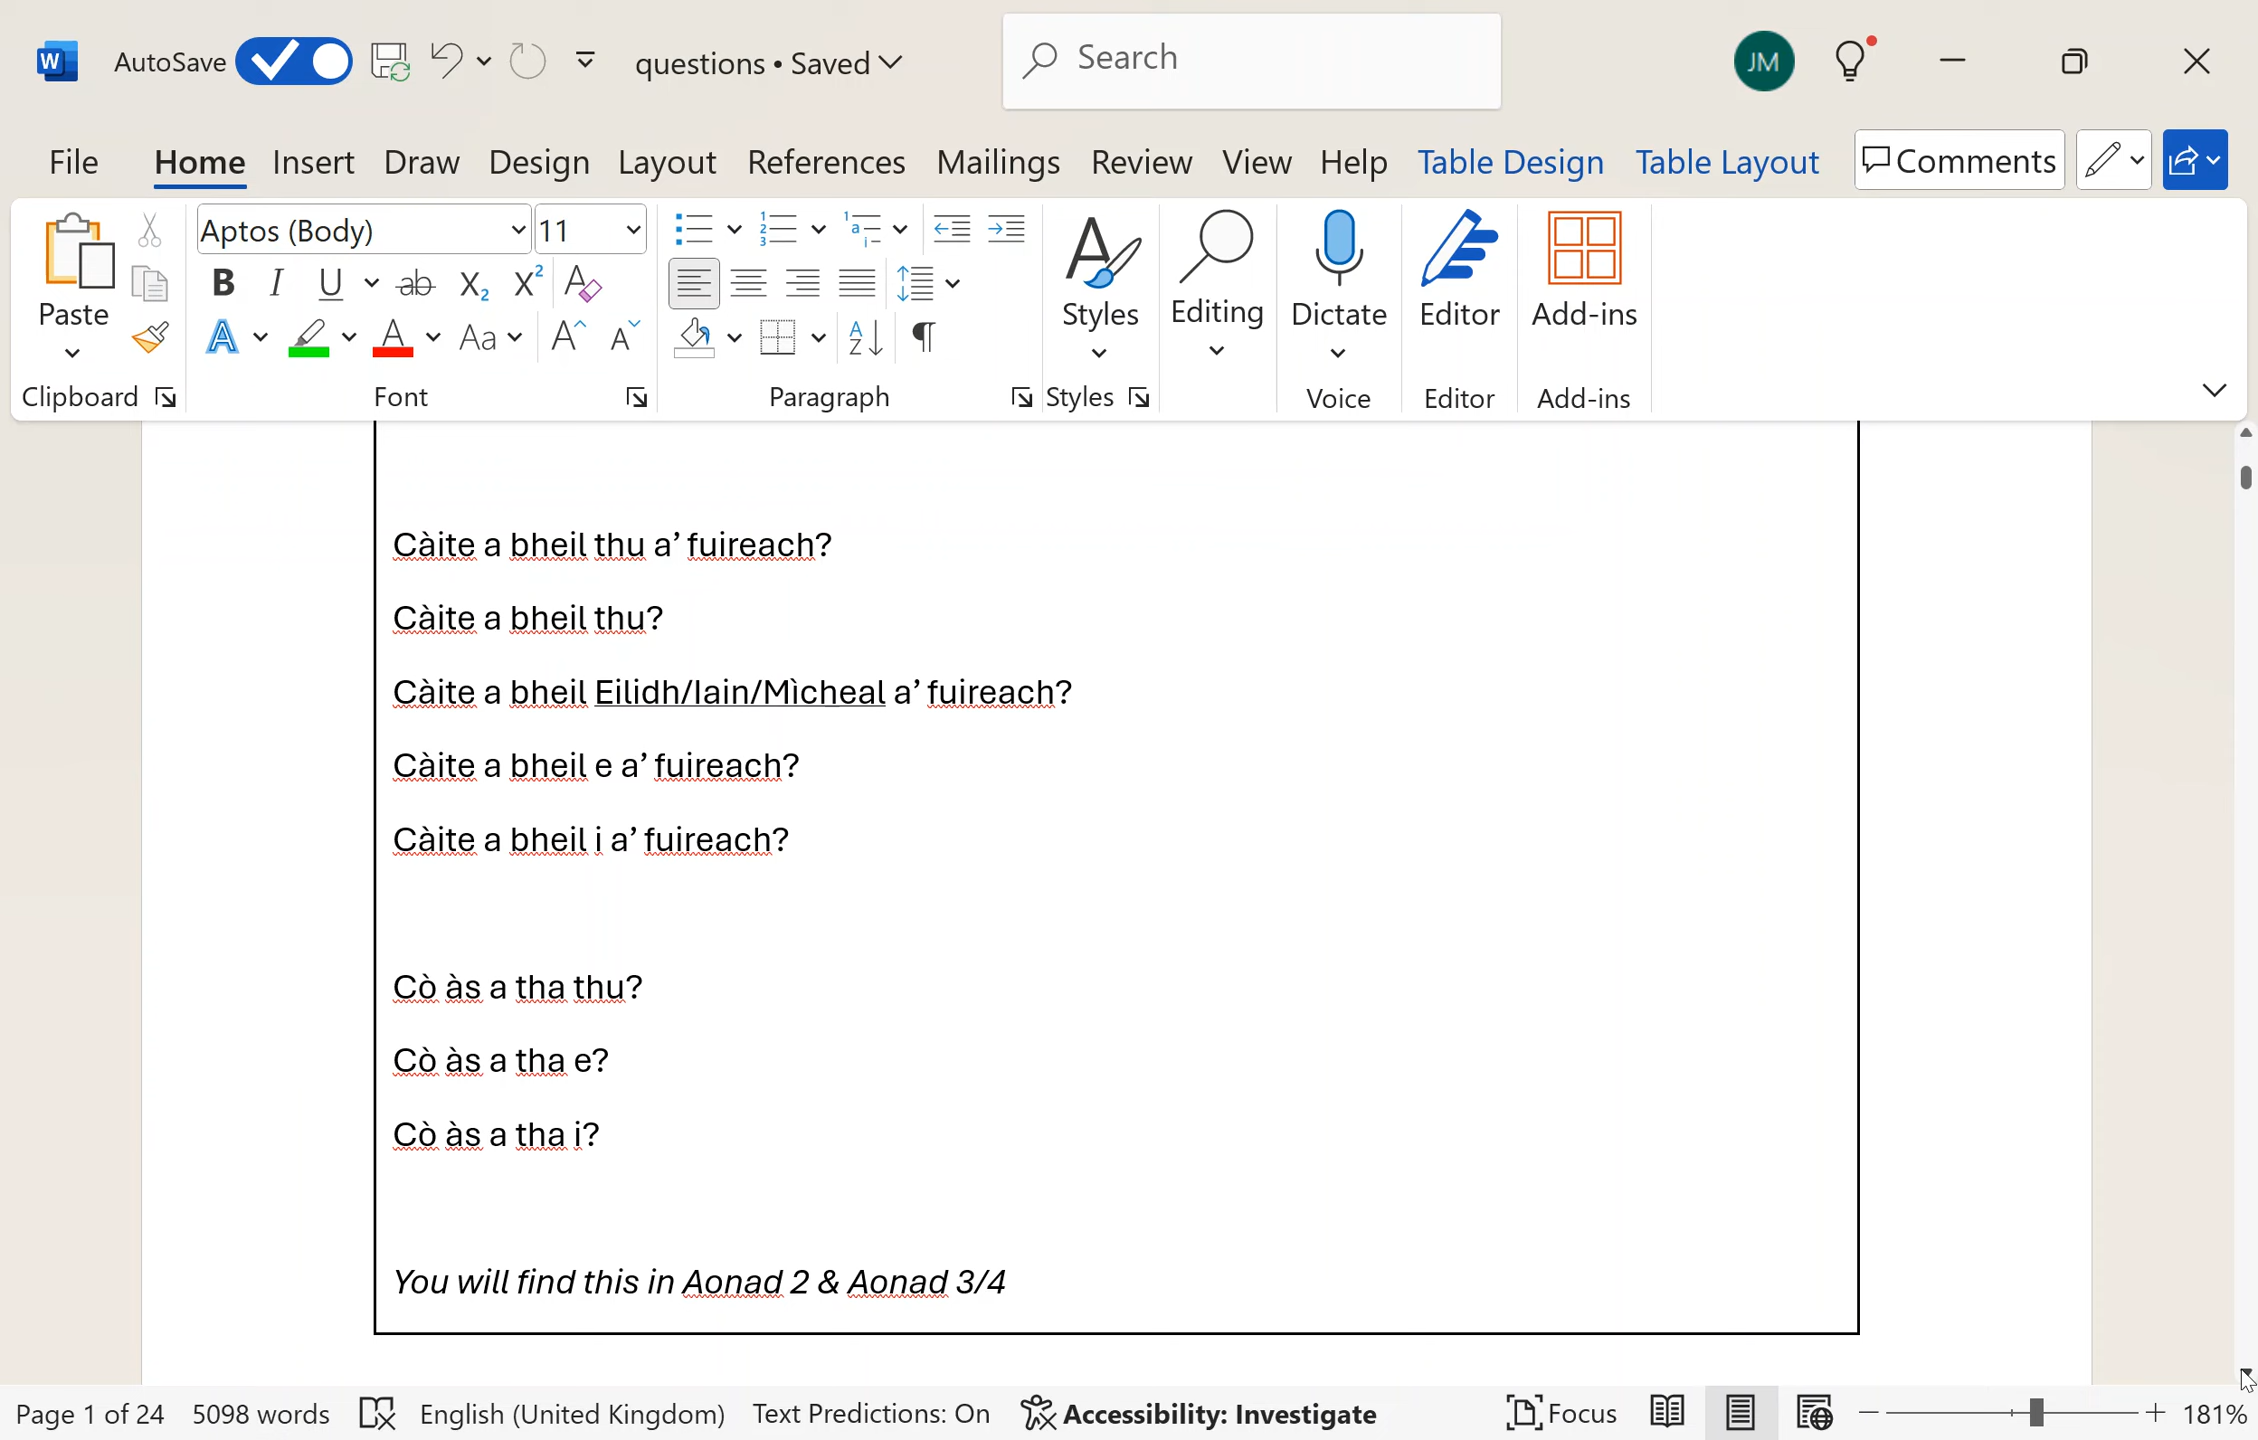 AutoSave
questions • Saved
Search
JM
File Home Insert Draw Design Layout References Mailings Review View Help Table Design Table Layout Comments
Paste
Clipboard
Aptos (Body) 11
Font
Paragraph
Styles
Styles
Editing
Dictate
Voice
Editor
Editor
Add-ins
Add-ins
Càite a bheil thu a’ fuireach?
Càite a bheil thu?
Càite a bheil Eilidh/Iain/Mìcheal a’ fuireach?
Càite a bheil e a’ fuireach?
Càite a bheil i a’ fuireach?
Cò às a tha thu?
Cò às a tha e?
Cò às a tha i?
You will find this in Aonad 2 & Aonad 3/4
Page 1 of 24 5098 words English (United Kingdom) Text Predictions: On Accessibility: Investigate Focus 181%